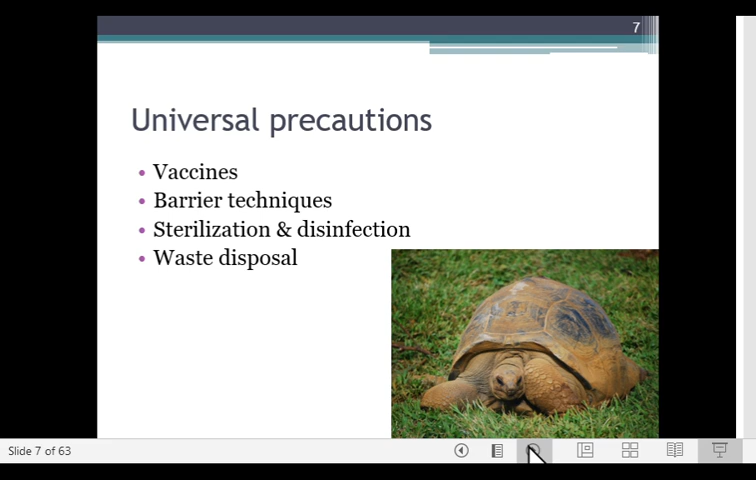 7
Universal precautions
• Vaccines
• Barrier techniques
• Sterilization & disinfection
• Waste disposal
Slide 7 of 63